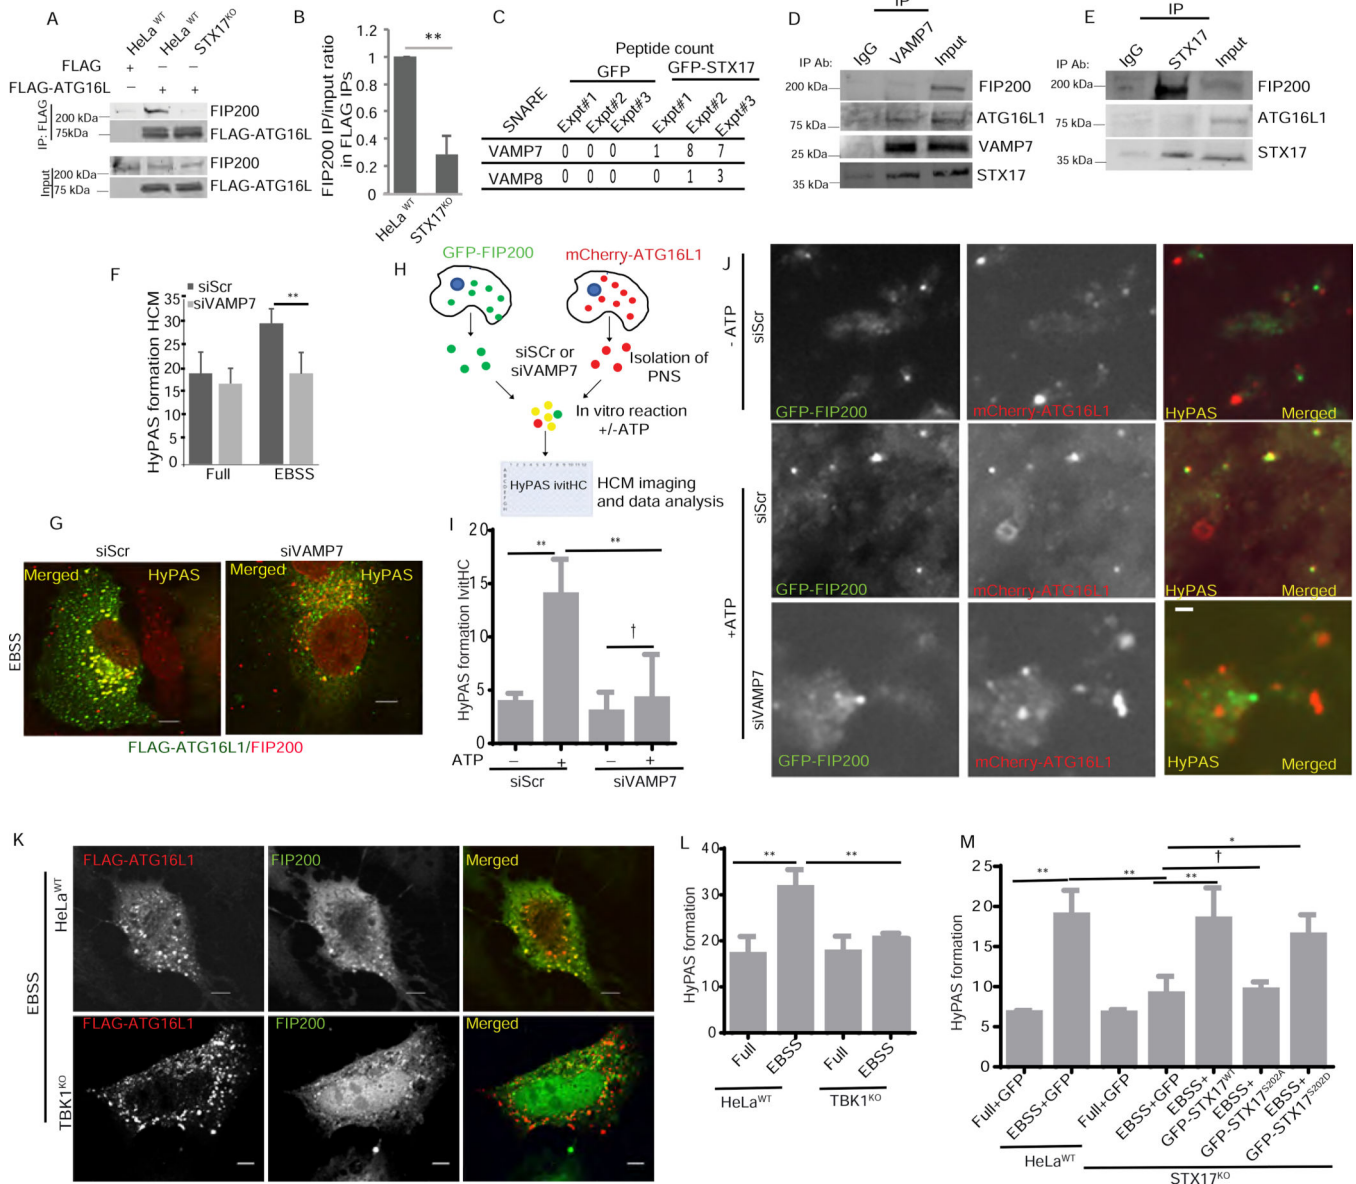 A
HeLa WT
HeLa WT
STX17KO
FLAG + – –
FLAG-ATG16L – + +
IP: FLAG
200 kDa
75kDa
FIP200
FLAG-ATG16L
Input
200 kDa
75 kDa
FIP200
FLAG-ATG16L
B
FIP200 IP/input ratio
in FLAG IPs
1.2
1
0.8
0.6
0.4
0.2
0
**
HeLa WT
STX17KO
C
Peptide count
GFP GFP-STX17
SNARE Expt#1 Expt#2 Expt#3 Expt#1 Expt#2 Expt#3
VAMP7 0 0 0 1 8 7
VAMP8 0 0 0 0 1 3
D
IP
IP Ab: IgG VAMP7 Input
200 kDa FIP200
75 kDa ATG16L1
25 kDa VAMP7
35 kDa STX17
E
IP
IP Ab: IgG STX17 Input
200 kDa FIP200
75 kDa ATG16L1
35 kDa STX17
F
siScr
siVAMP7
HyPAS formation HCM
35
30
20
15
10
5
0
**
Full EBSS
G
siScr siVAMP7
EBSS
Merged HyPAS
Merged HyPAS
FLAG-ATG16L1/FIP200
H
GFP-FIP200 mCherry-ATG16L1
siSCr or
siVAMP7
Isolation of
PNS
In vitro reaction
+/-ATP
1 2 3 4 5 6 7 8 9 10 11 12
HyPAS ivitHC
HCM imaging
and data analysis
I
HyPAS formation ivitHC
20
15
10
5
0
** **
†
ATP – + – +
siScr siVAMP7
J
- ATP
siScr
GFP-FIP200 mCherry-ATG16L1 HyPAS Merged
+ATP
siScr
GFP-FIP200 mCherry-ATG16L1 HyPAS Merged
siVAMP7
GFP-FIP200 mCherry-ATG16L1 HyPAS Merged
K
EBSS
HeLaWT
FLAG-ATG16L1 FIP200 Merged
TBK1KO
FLAG-ATG16L1 FIP200 Merged
L
HyPAS formation
40
30
20
10
0
** **
Full EBSS Full EBSS
HeLaWT TBK1KO
M
HyPAS formation
25
20
15
10
5
0
*
†
** ** **
Full+GFP
EBSS+GFP
Full+GFP
EBSS+GFP
EBSS+
GFP-STX17WT
EBSS+
GFP-STX17S202A
EBSS+
GFP-STX17S202D
HeLaWT
STX17KO